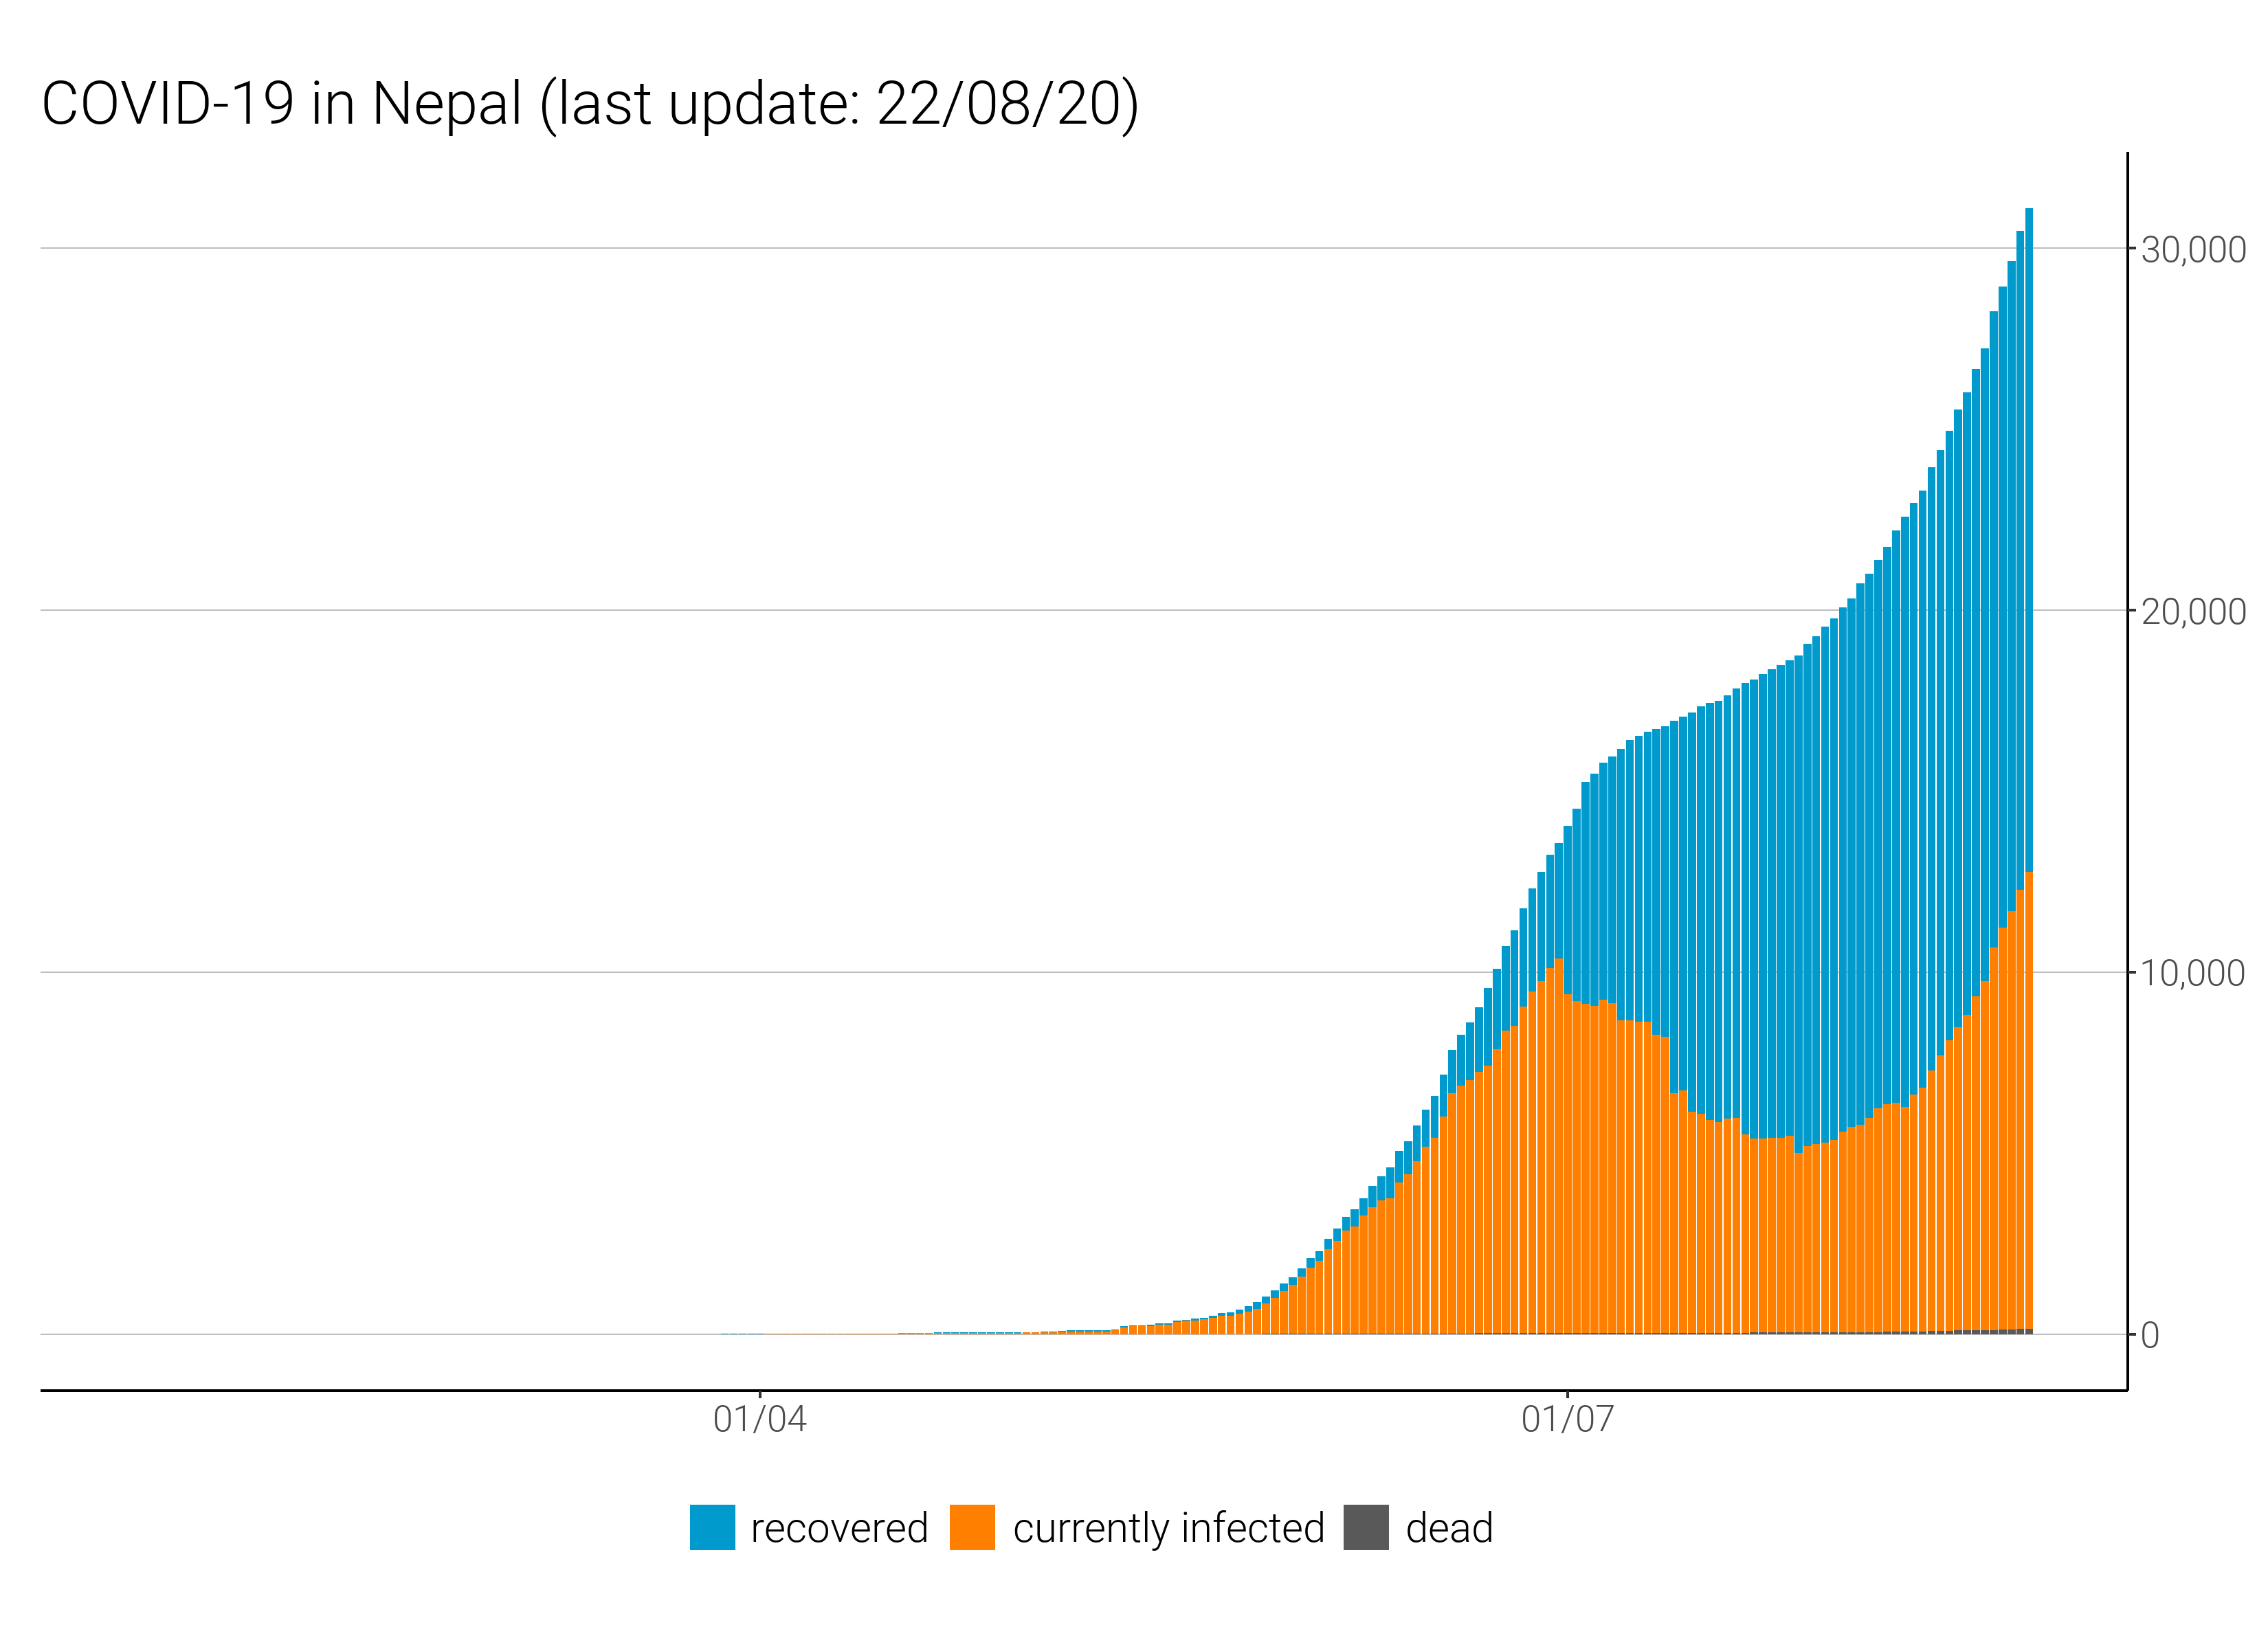 COVID-19 in Nepal (last update: 22/08/20)
30,000
20,000
10,000
0
01/04 01/07
recovered currently infected dead